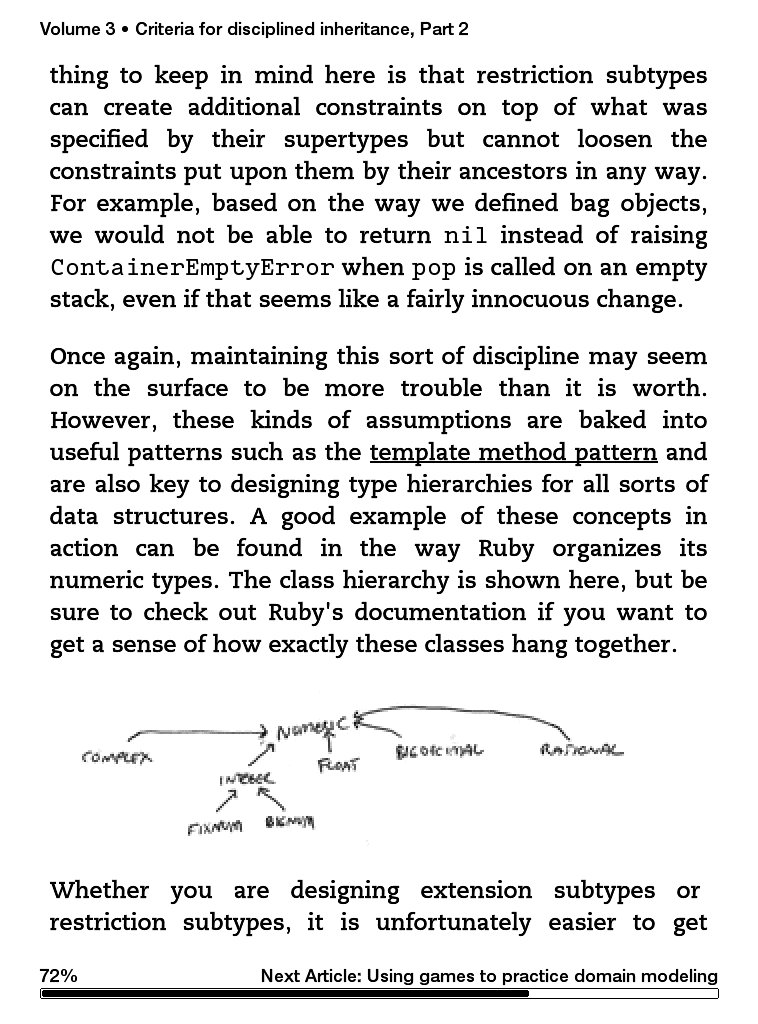 Volume 3 • Criteria for disciplined inheritance, Part 2
thing to keep in mind here is that restriction subtypes
can create additional constraints on top of what was
specified by their supertypes but cannot loosen the
constraints put upon them by their ancestors in any way.
For example, based on the way we defined bag objects,
we would not be able to return nil instead of raising
ContainerEmptyError when pop is called on an empty
stack, even if that seems like a fairly innocuous change.
Once again, maintaining this sort of discipline may seem
on the surface to be more trouble than it is worth.
However, these kinds of assumptions are baked into
useful patterns such as the template method pattern and
are also key to designing type hierarchies for all sorts of
data structures. A good example of these concepts in
action can be found in the way Ruby organizes its
numeric types. The class hierarchy is shown here, but be
sure to check out Ruby's documentation if you want to
get a sense of how exactly these classes hang together.
NUMERIC
COMPLEX
INTEGER
FLOAT
BIGDECIMAL
RATIONAL
FIXNUM
BIGNUM
Whether you are designing extension subtypes or
restriction subtypes, it is unfortunately easier to get
72%
Next Article: Using games to practice domain modeling